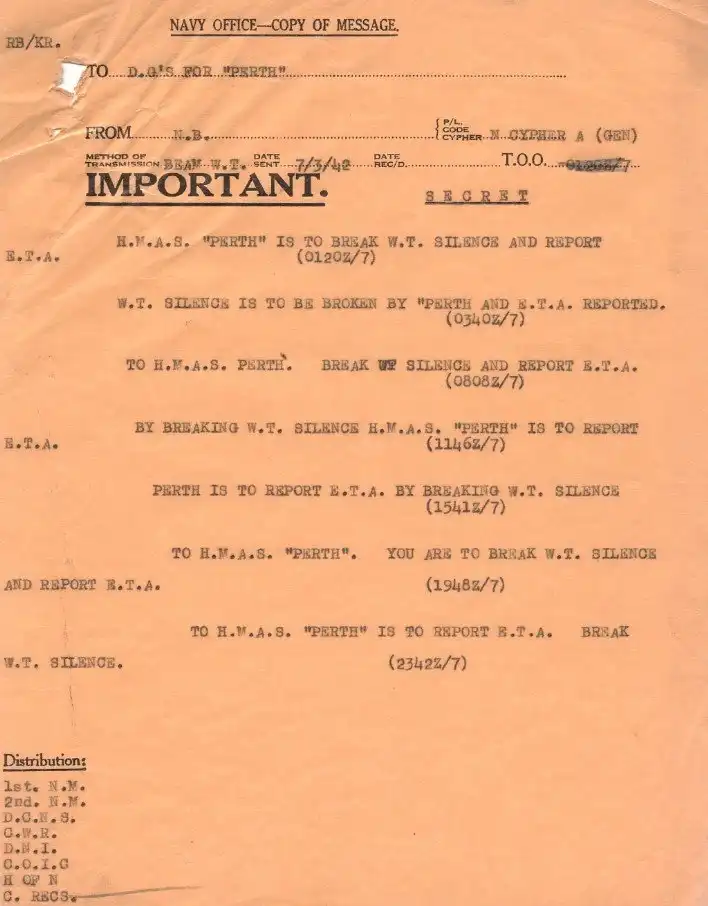 NAVY OFFICE—COPY OF MESSAGE.
RB/KR.
TO D.G'S FOR "PERTH"
FROM N.B. P/L. CODE CYPHER N CYPHER A (GEN)
METHOD OF TRANSMISSION BEAM W.T. DATE SENT 7/3/42 DATE REC/D. T.O.O. 0120Z/7
IMPORTANT.
SECRET
H.M.A.S. "PERTH" IS TO BREAK W.T. SILENCE AND REPORT
E.T.A. (0120Z/7)
W.T. SILENCE IS TO BE BROKEN BY "PERTH AND E.T.A. REPORTED.
(0340Z/7)
TO H.M.A.S. PERTH. BREAK WT SILENCE AND REPORT E.T.A.
(0808Z/7)
BY BREAKING W.T. SILENCE H.M.A.S. "PERTH" IS TO REPORT
E.T.A. (1146Z/7)
PERTH IS TO REPORT E.T.A. BY BREAKING W.T. SILENCE
(1541Z/7)
TO H.M.A.S. "PERTH". YOU ARE TO BREAK W.T. SILENCE
AND REPORT E.T.A. (1948Z/7)
TO H.M.A.S. "PERTH" IS TO REPORT E.T.A. BREAK
W.T. SILENCE. (2342Z/7)
Distribution:
1st. N.M.
2nd. N.M.
D.C.N.S.
C.W.R.
D.N.I.
C.O.I.C
H OF N
C. RECS.